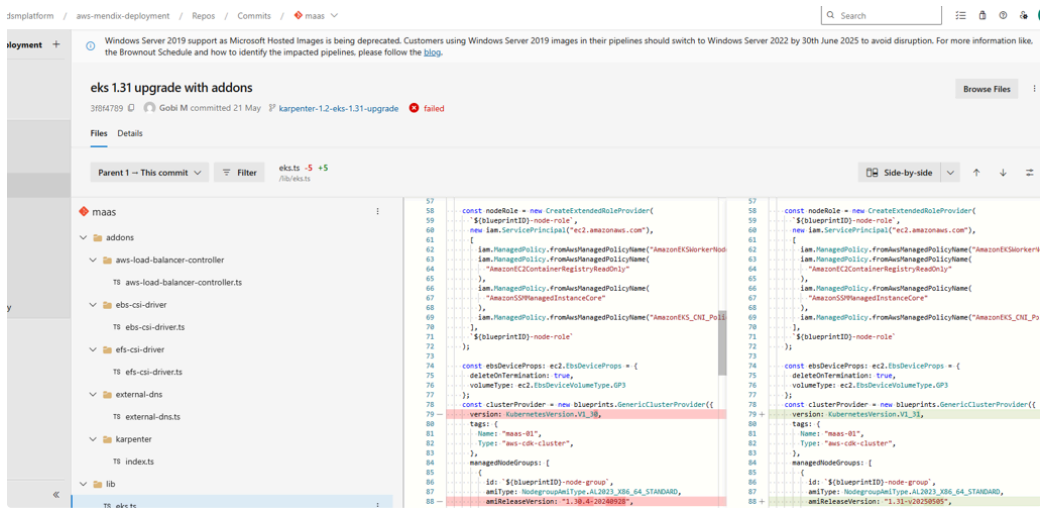 dsmplatform / aws-mendix-deployment / Repos / Commits / maas
Search
ployment +
Windows Server 2019 support as Microsoft Hosted Images is being deprecated. Customers using Windows Server 2019 images in their pipelines should switch to Windows Server 2022 by 30th June 2025 to avoid disruption. For more information like,
the Brownout Schedule and how to identify the impacted pipelines, please follow the blog.
eks 1.31 upgrade with addons
Browse Files
3f8f4789 Gobi M committed 21 May karpenter-1.2-eks-1.31-upgrade failed
Files Details
Parent 1 → This commit Filter eks.ts -5 +5
/lib/eks.ts
Side-by-side
maas
addons
aws-load-balancer-controller
TS aws-load-balancer-controller.ts
ebs-csi-driver
TS ebs-csi-driver.ts
efs-csi-driver
TS efs-csi-driver.ts
external-dns
TS external-dns.ts
karpenter
TS index.ts
lib
TS eks.ts
y
«
57
58 const nodeRole = new CreateExtendedRoleProvider(
59 `${blueprintID}-node-role`,
60 new iam.ServicePrincipal("ec2.amazonaws.com"),
61 [
62 iam.ManagedPolicy.fromAwsManagedPolicyName("AmazonEKSWorkerNod
63 iam.ManagedPolicy.fromAwsManagedPolicyName(
64 "AmazonEC2ContainerRegistryReadOnly"
65 ),
66 iam.ManagedPolicy.fromAwsManagedPolicyName(
67 "AmazonSSMManagedInstanceCore"
68 ),
69 iam.ManagedPolicy.fromAwsManagedPolicyName("AmazonEKS_CNI_Poli
70 ],
71 `${blueprintID}-node-role`
72 );
73
74 const ebsDeviceProps: ec2.EbsDeviceProps = {
75 deleteOnTermination: true,
76 volumeType: ec2.EbsDeviceVolumeType.GP3
77 };
78 const clusterProvider = new blueprints.GenericClusterProvider({
79 — version: KubernetesVersion.V1_30,
80 tags: {
81 Name: "maas-01",
82 Type: "aws-cdk-cluster",
83 },
84 managedNodeGroups: [
85 {
86 id: `${blueprintID}-node-group`,
87 amiType: NodegroupAmiType.AL2023_X86_64_STANDARD,
88 — amiReleaseVersion: "1.30.4-20240928",
57
58 const nodeRole = new CreateExtendedRoleProvider(
59 `${blueprintID}-node-role`,
60 new iam.ServicePrincipal("ec2.amazonaws.com"),
61 [
62 iam.ManagedPolicy.fromAwsManagedPolicyName("AmazonEKSWorkerN
63 iam.ManagedPolicy.fromAwsManagedPolicyName(
64 "AmazonEC2ContainerRegistryReadOnly"
65 ),
66 iam.ManagedPolicy.fromAwsManagedPolicyName(
67 "AmazonSSMManagedInstanceCore"
68 ),
69 iam.ManagedPolicy.fromAwsManagedPolicyName("AmazonEKS_CNI_Po
70 ],
71 `${blueprintID}-node-role`
72 );
73
74 const ebsDeviceProps: ec2.EbsDeviceProps = {
75 deleteOnTermination: true,
76 volumeType: ec2.EbsDeviceVolumeType.GP3
77 };
78 const clusterProvider = new blueprints.GenericClusterProvider({
79 + version: KubernetesVersion.V1_31,
80 tags: {
81 Name: "maas-01",
82 Type: "aws-cdk-cluster",
83 },
84 managedNodeGroups: [
85 {
86 id: `${blueprintID}-node-group`,
87 amiType: NodegroupAmiType.AL2023_X86_64_STANDARD,
88 + amiReleaseVersion: "1.31-v20250505",